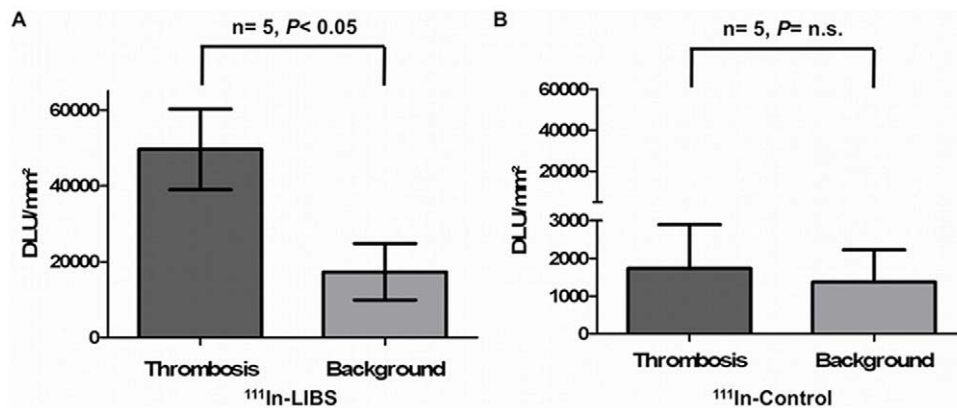 A
n= 5, P< 0.05
DLU/mm²
60000
40000
20000
0
Thrombosis Background
¹¹¹In-LIBS
B
n= 5, P= n.s.
DLU/mm²
60000
40000
20000
3000
2000
1000
0
Thrombosis Background
¹¹¹In-Control